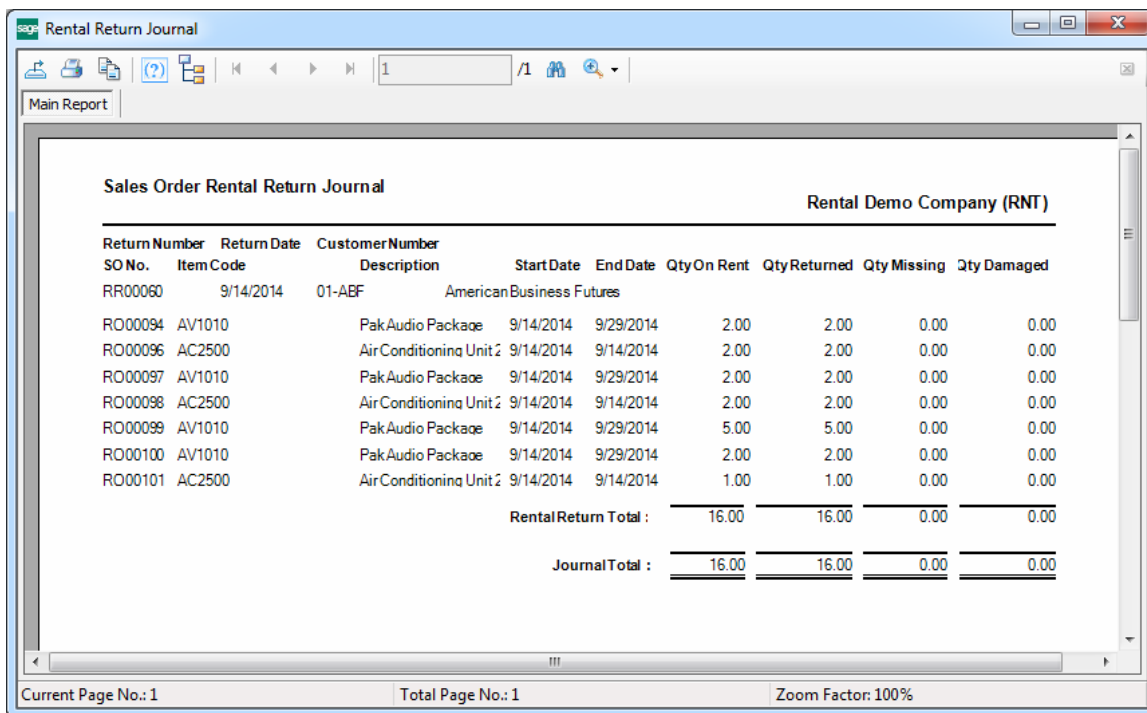 sage Rental Return Journal
1 /1
Main Report
Sales Order Rental Return Journal
Rental Demo Company (RNT)
Return Number Return Date Customer Number
SO No. Item Code Description Start Date End Date Qty On Rent Qty Returned Qty Missing Qty Damaged
RR00060 9/14/2014 01-ABF American Business Futures
RO00094 AV1010 Pak Audio Package 9/14/2014 9/29/2014 2.00 2.00 0.00 0.00
RO00096 AC2500 Air Conditioning Unit 2 9/14/2014 9/14/2014 2.00 2.00 0.00 0.00
RO00097 AV1010 Pak Audio Package 9/14/2014 9/29/2014 2.00 2.00 0.00 0.00
RO00098 AC2500 Air Conditioning Unit 2 9/14/2014 9/14/2014 2.00 2.00 0.00 0.00
RO00099 AV1010 Pak Audio Package 9/14/2014 9/29/2014 5.00 5.00 0.00 0.00
RO00100 AV1010 Pak Audio Package 9/14/2014 9/29/2014 2.00 2.00 0.00 0.00
RO00101 AC2500 Air Conditioning Unit 2 9/14/2014 9/14/2014 1.00 1.00 0.00 0.00
Rental Return Total : 16.00 16.00 0.00 0.00
Journal Total : 16.00 16.00 0.00 0.00
Current Page No.: 1 Total Page No.: 1 Zoom Factor: 100%